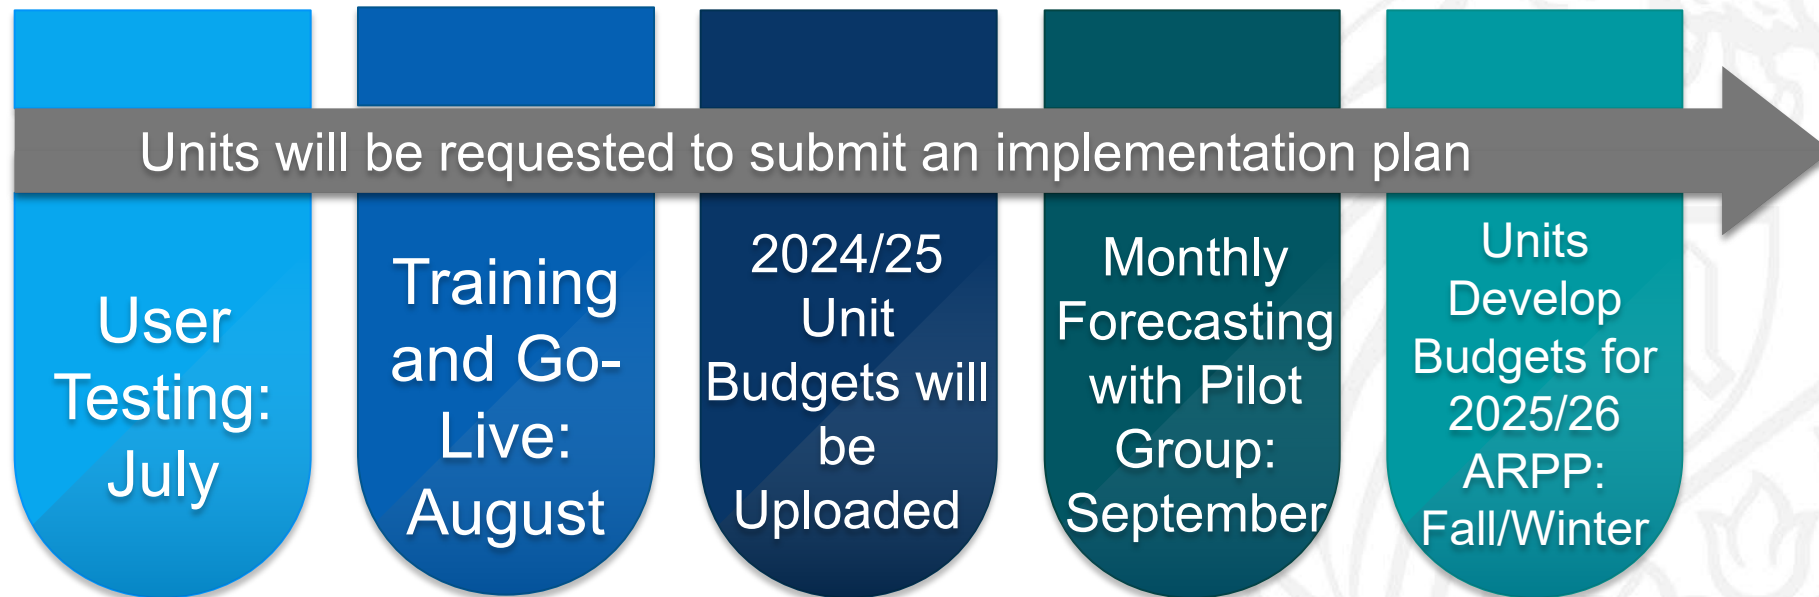 Units will be requested to submit an implementation plan
User
Testing:
July
Training
and Go-
Live:
August
2024/25
Unit
Budgets will
be
Uploaded
Monthly
Forecasting
with Pilot
Group:
September
Units
Develop
Budgets for
2025/26
ARPP:
Fall/Winter